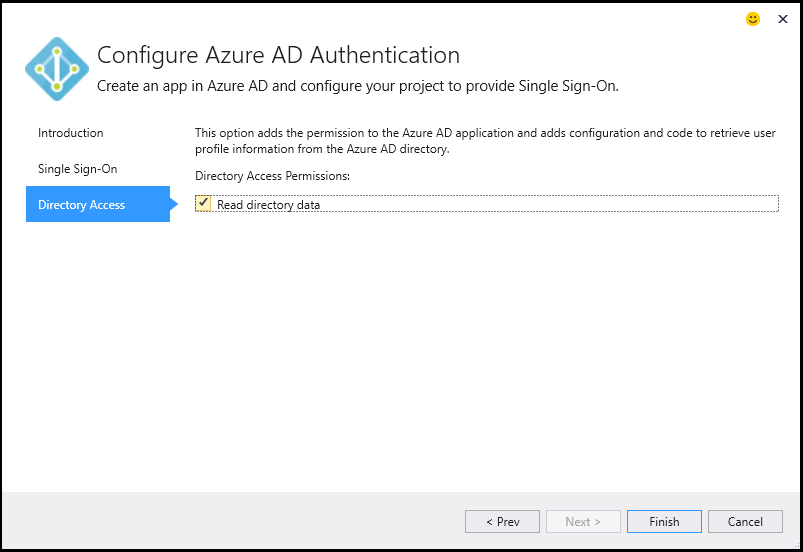 Configure Azure AD Authentication
Create an app in Azure AD and configure your project to provide Single Sign-On.
Introduction
Single Sign-On
Directory Access
This option adds the permission to the Azure AD application and adds configuration and code to retrieve user
profile information from the Azure AD directory.
Directory Access Permissions:
Read directory data
< Prev
Next >
Finish
Cancel